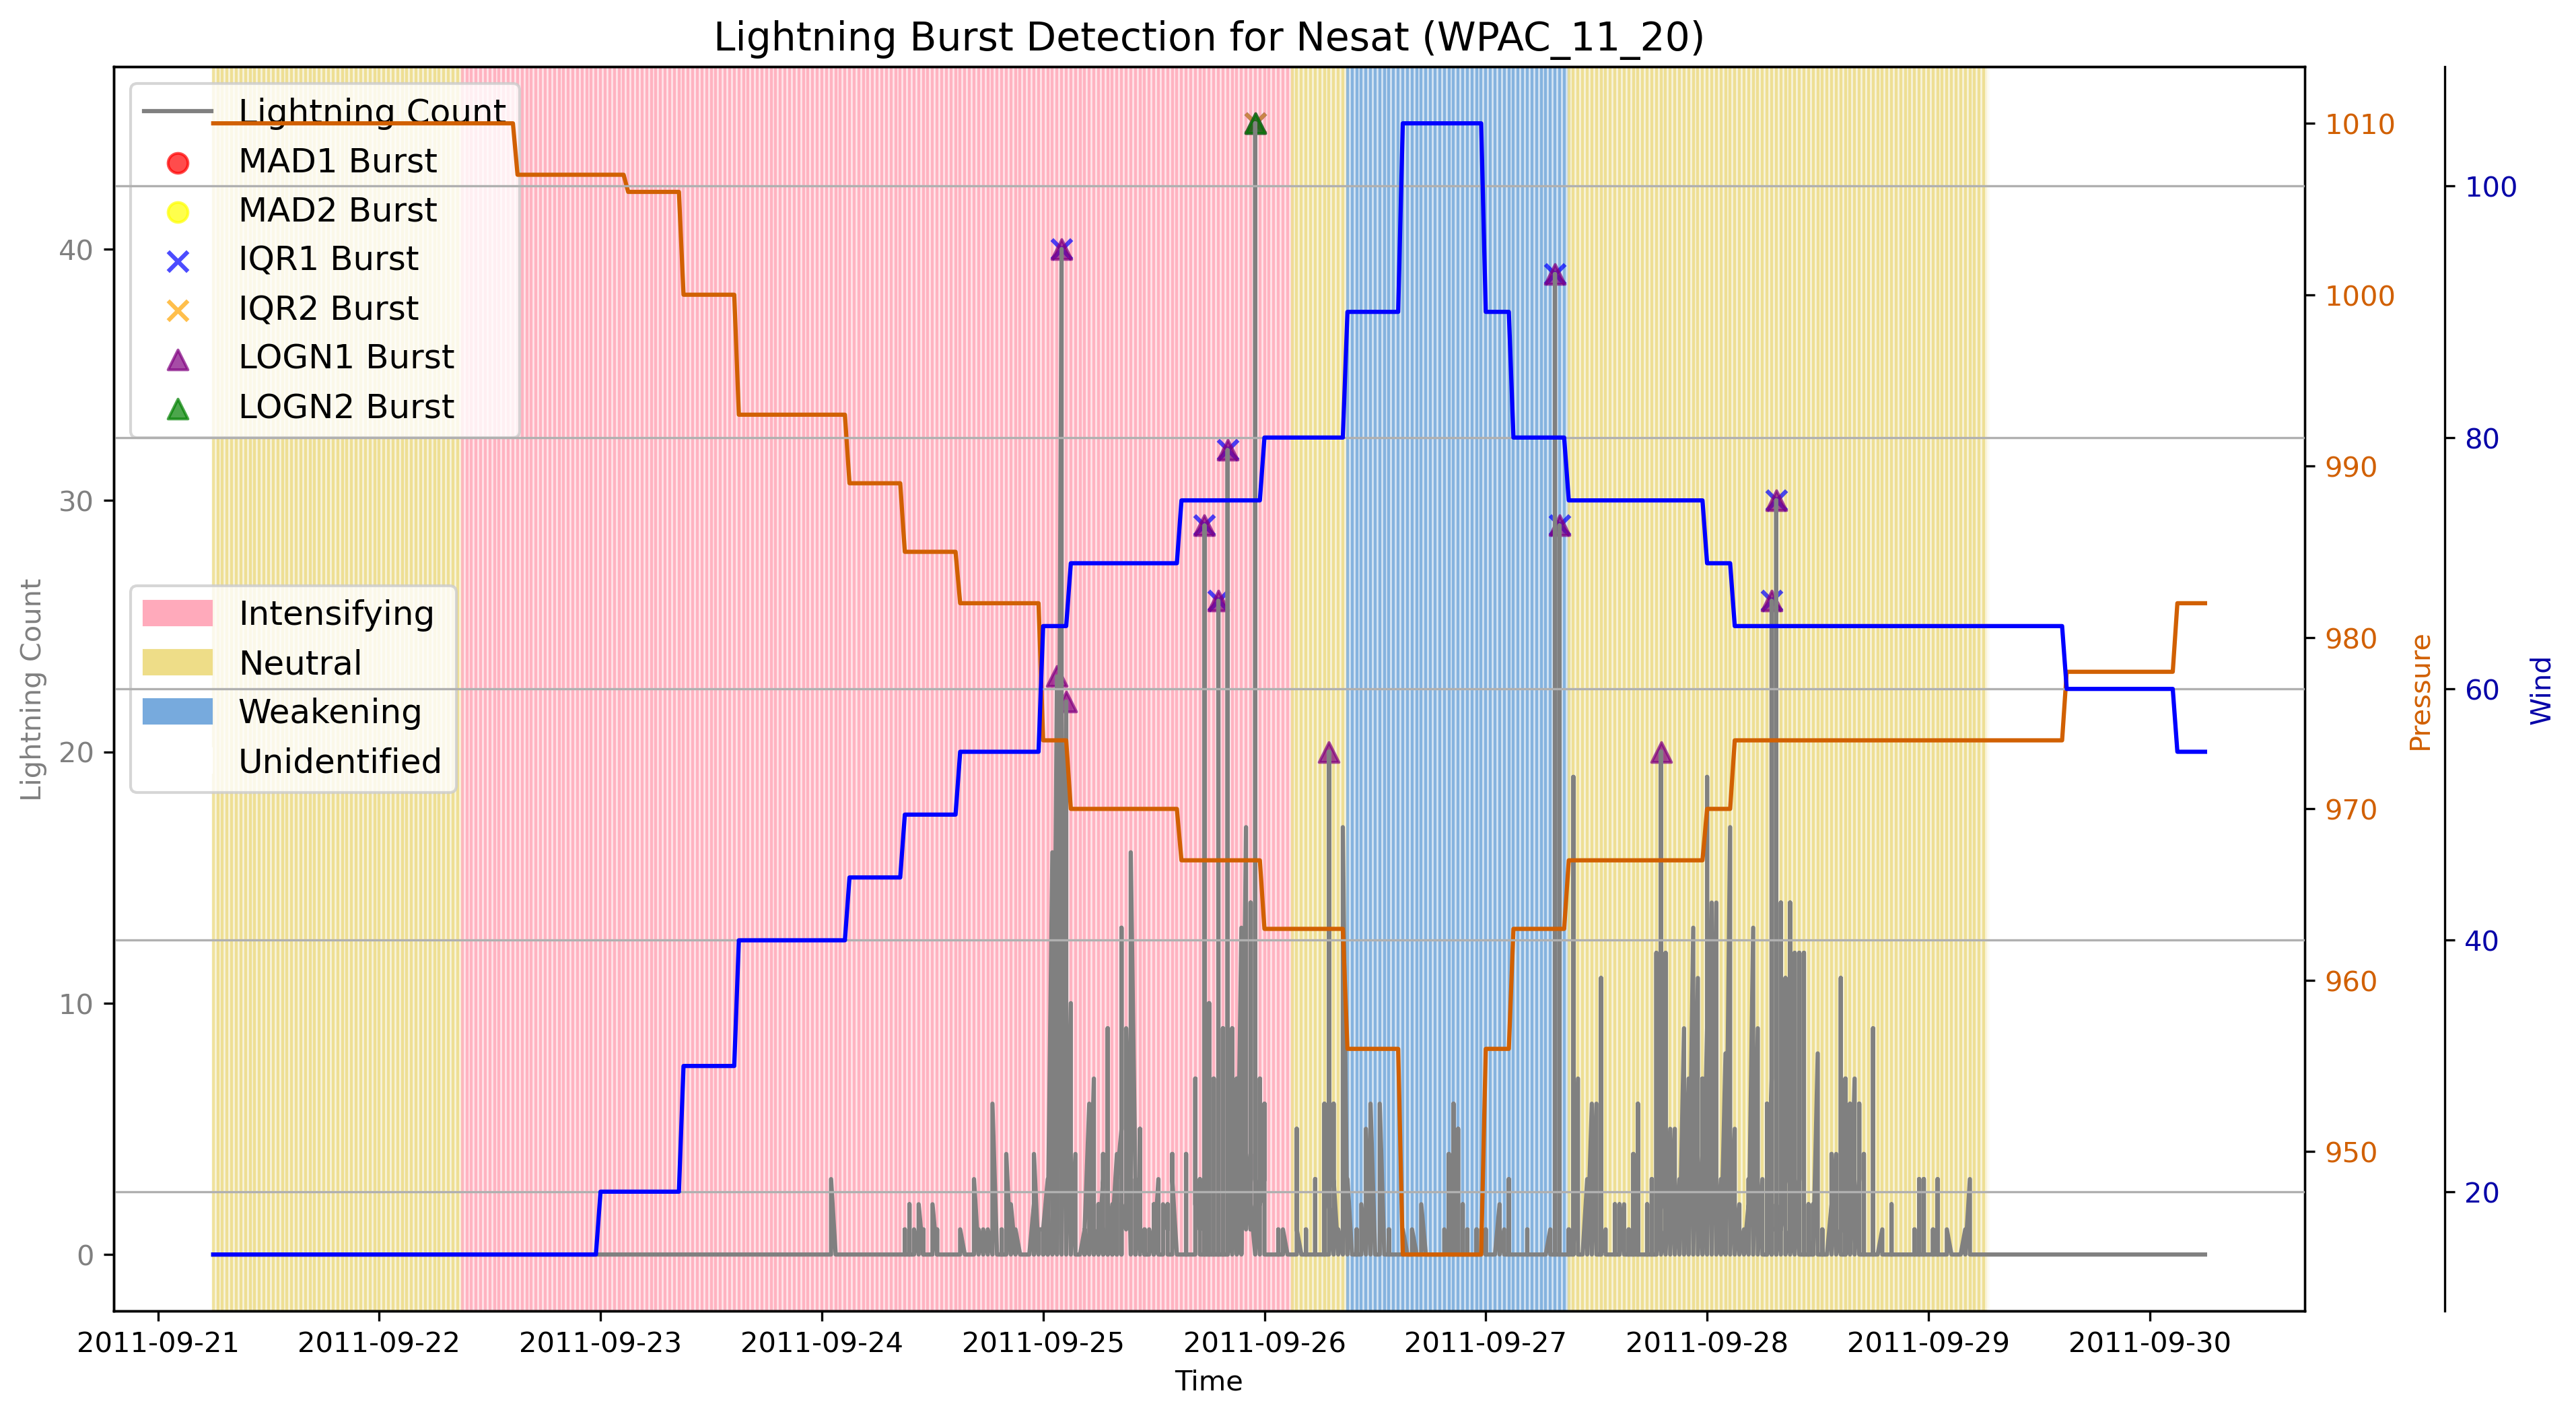 Lightning Burst Detection for Nesat (WPAC_11_20)
Lightning Count
MAD1 Burst
MAD2 Burst
IQR1 Burst
IQR2 Burst
LOGN1 Burst
LOGN2 Burst
Intensifying
Neutral
Weakening
Unidentified
Lightning Count
40
30
20
10
0
1010
1000
990
980
970
960
950
Pressure
100
80
60
40
20
Wind
2011-09-21 2011-09-22 2011-09-23 2011-09-24 2011-09-25 2011-09-26 2011-09-27 2011-09-28 2011-09-29 2011-09-30
Time